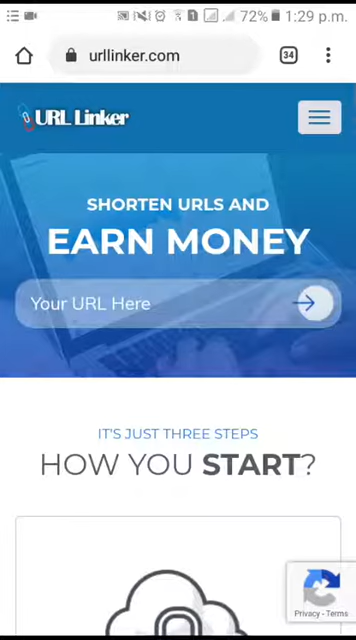 72% 1:29 p.m.
urllinker.com
34
URL Linker
SHORTEN URLS AND
EARN MONEY
Your URL Here
IT'S JUST THREE STEPS
HOW YOU START?
Privacy - Terms